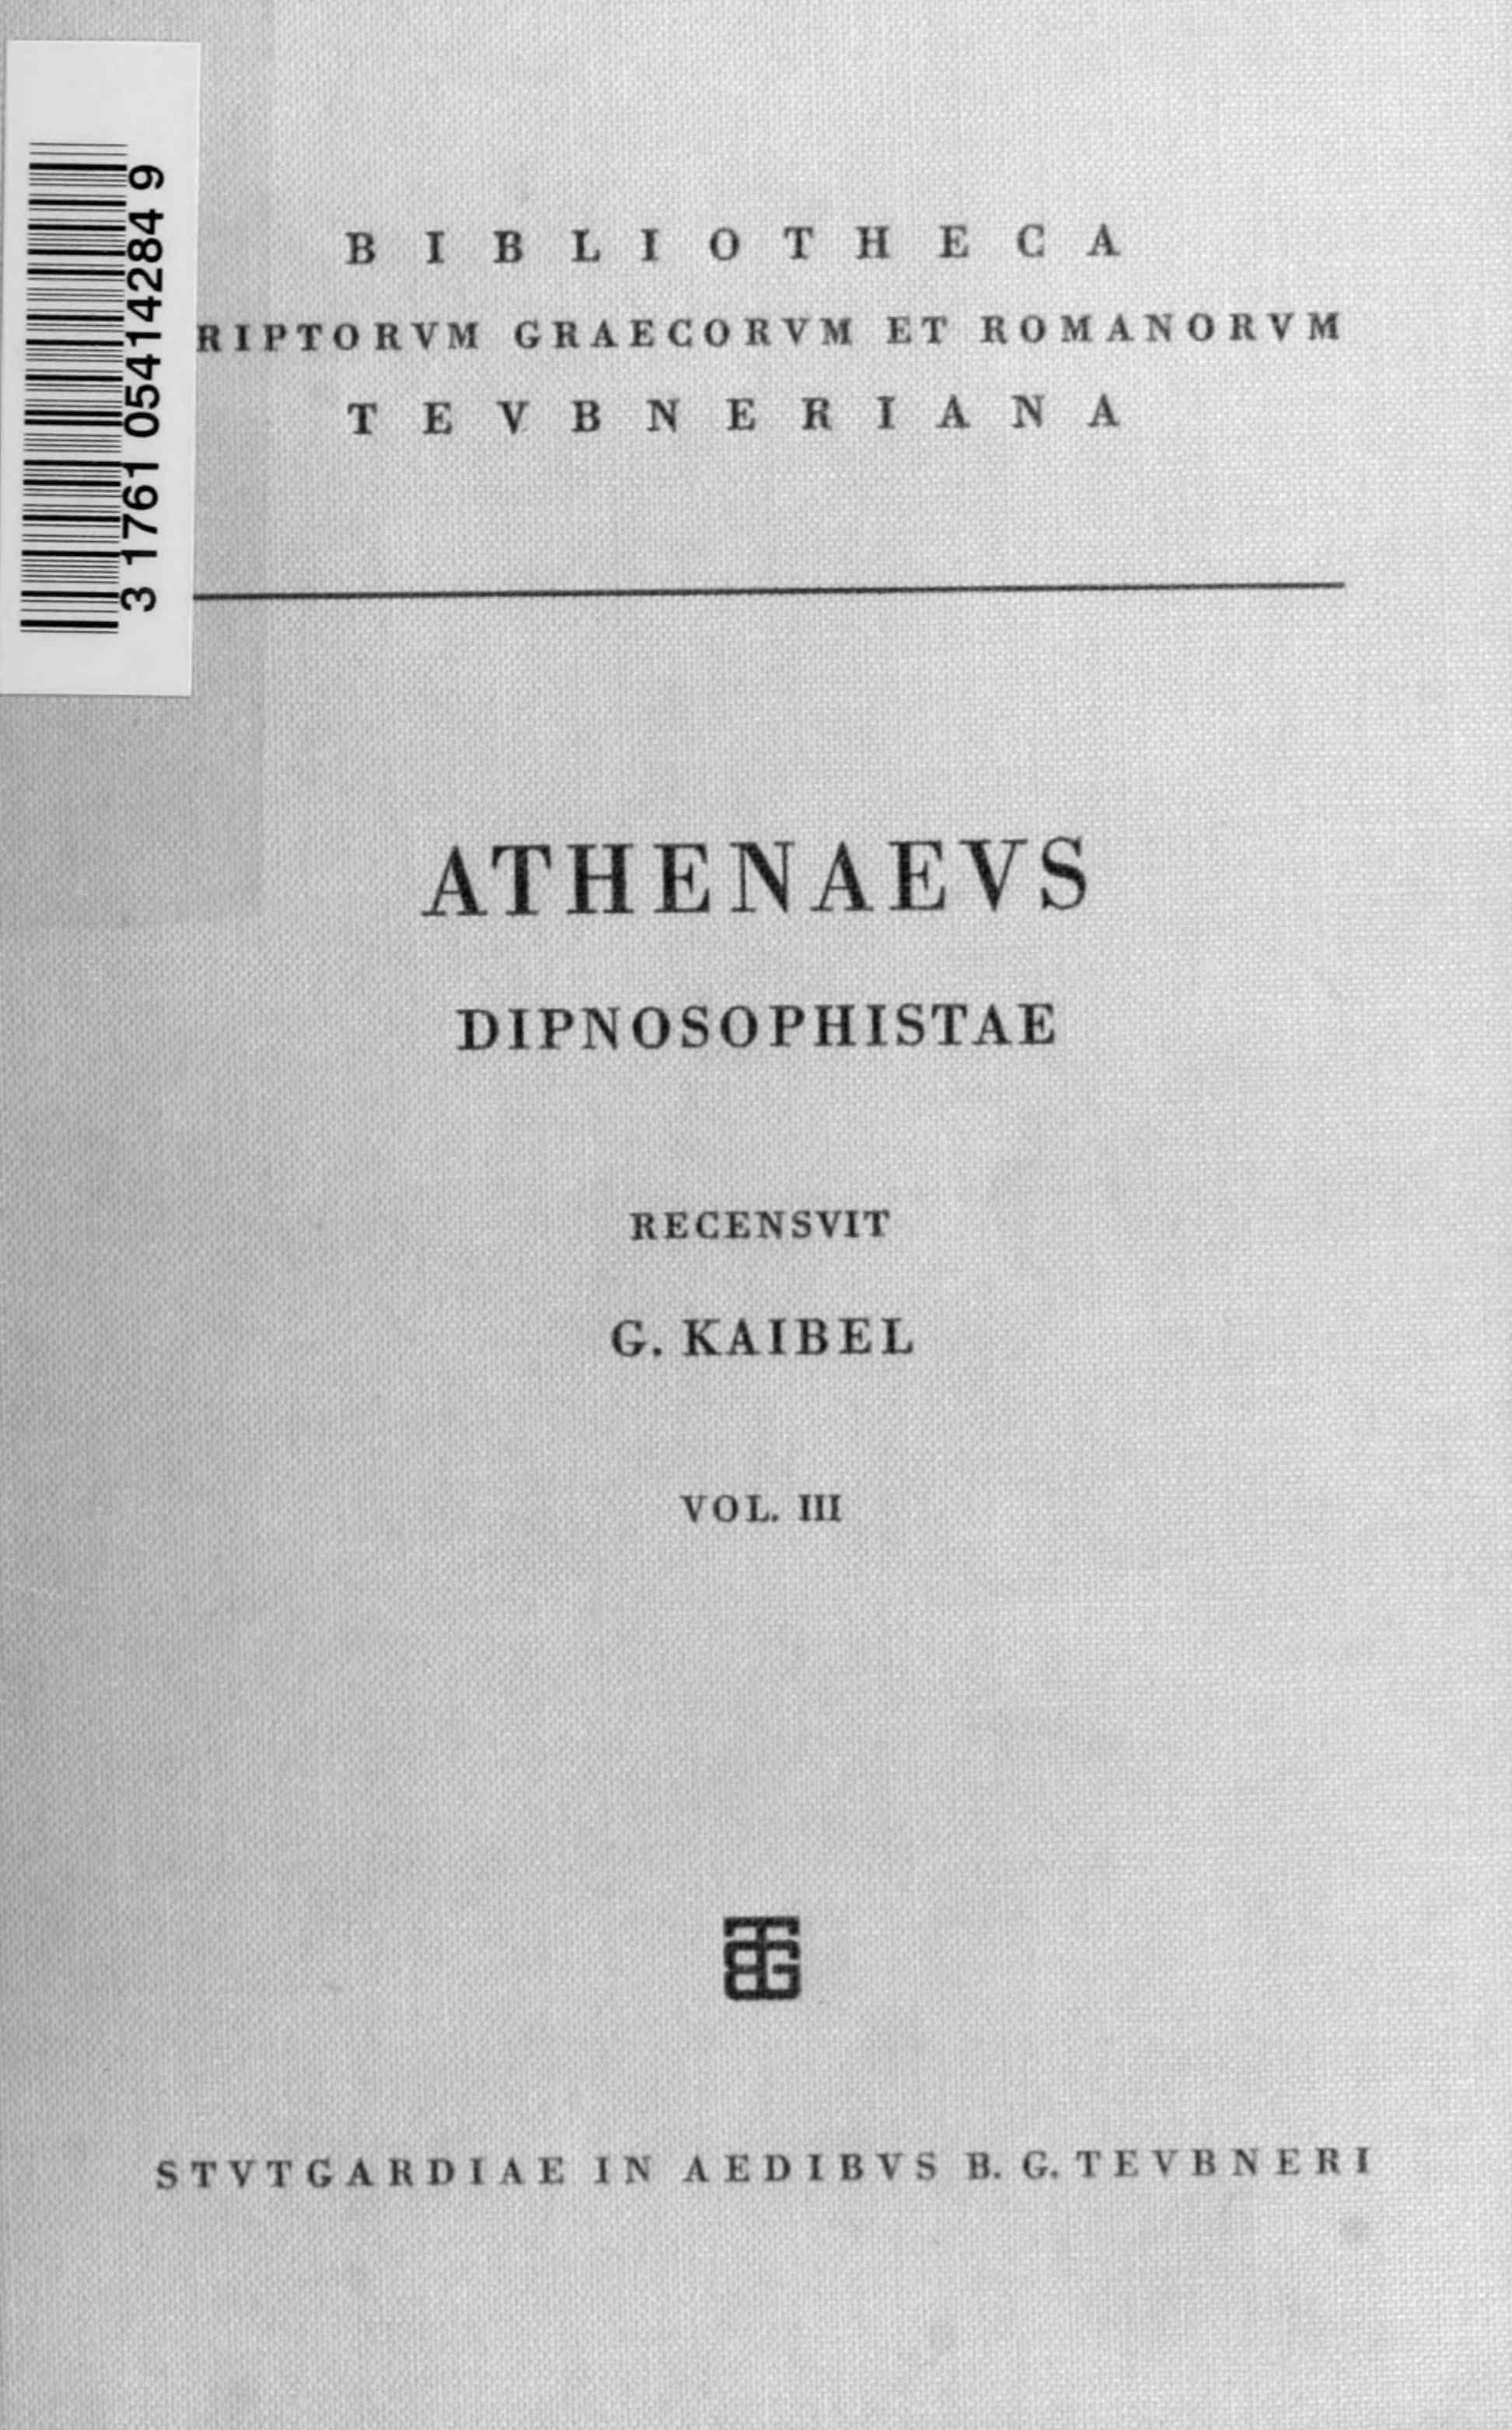 BIBLIOTHECA
RIPTORVM GRAECORVM ET ROMANORVM
TEVBNERIANA
3 1761 05414284 9
ATHENAEVS
DIPNOSOPHISTAE
RECENSVIT
G. KAIBEL
VOL. III
BTG
STVTGARDIAE IN AEDIBVS B. G. TEVBNERI